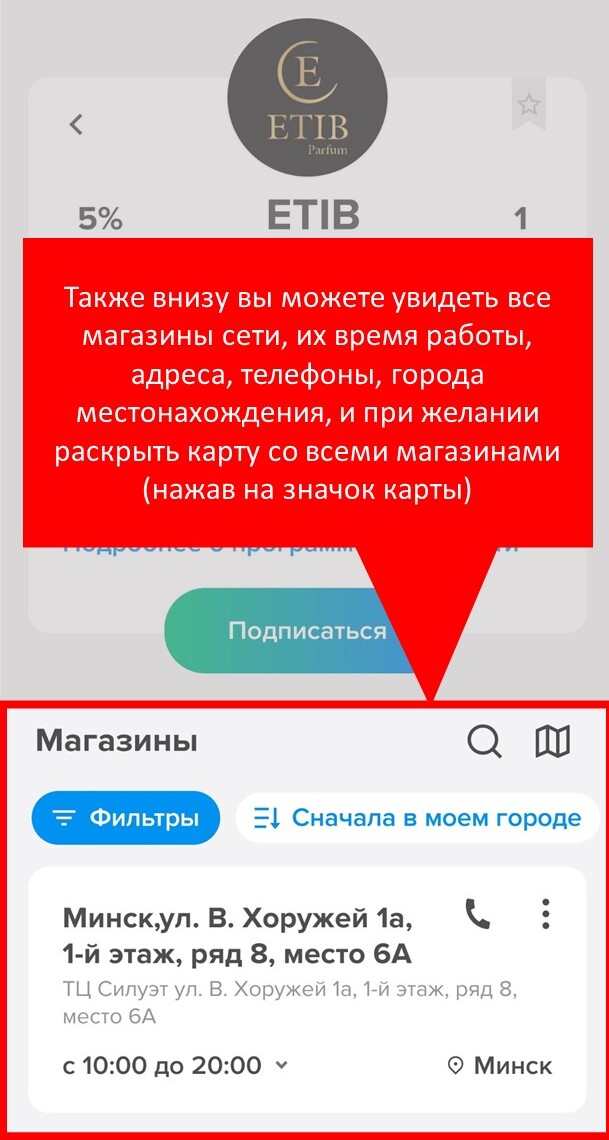 E
ETIB
Parfum
5%
ETIB
1
Также внизу вы можете увидеть все
магазины сети, их время работы,
адреса, телефоны, города
местонахождения, и при желании
раскрыть карту со всеми магазинами
(нажав на значок карты)
Подписаться
Магазины
Фильтры
Сначала в моем городе
Минск,ул. В. Хоружей 1а,
1-й этаж, ряд 8, место 6А
ТЦ Силуэт ул. В. Хоружей 1а, 1-й этаж, ряд 8,
место 6А
с 10:00 до 20:00
Минск